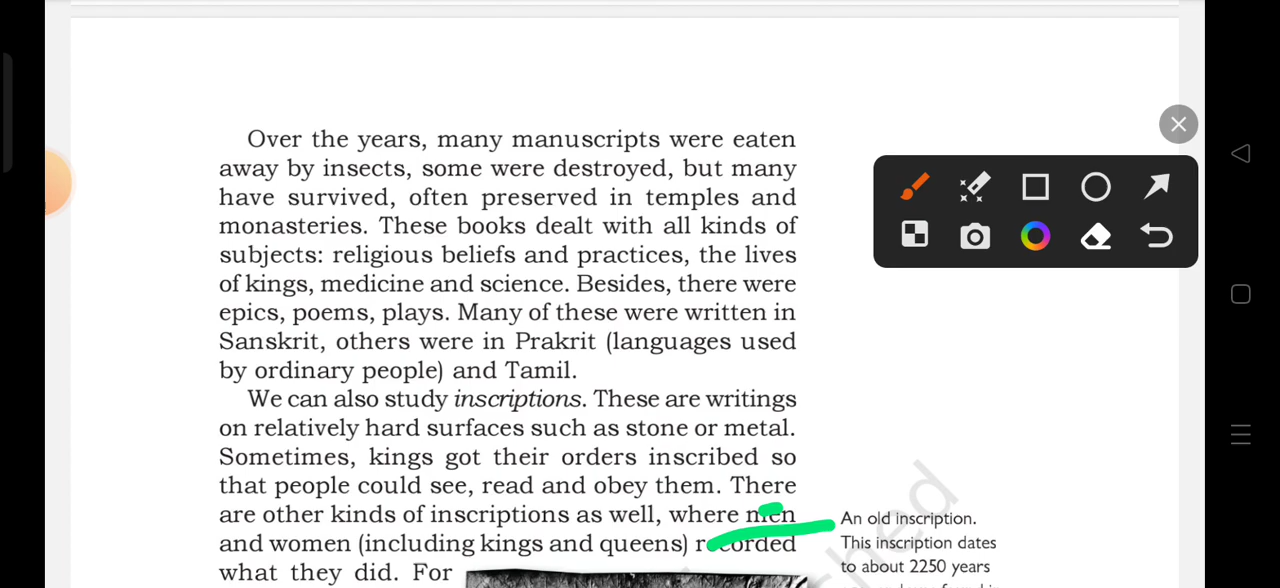 Over the years, many manuscripts were eaten
away by insects, some were destroyed, but many
have survived, often preserved in temples and
monasteries. These books dealt with all kinds of
subjects: religious beliefs and practices, the lives
of kings, medicine and science. Besides, there were
epics, poems, plays. Many of these were written in
Sanskrit, others were in Prakrit (languages used
by ordinary people) and Tamil.
We can also study inscriptions. These are writings
on relatively hard surfaces such as stone or metal.
Sometimes, kings got their orders inscribed so
that people could see, read and obey them. There
are other kinds of inscriptions as well, where men
and women (including kings and queens) recorded
what they did. For
An old inscription.
This inscription dates
to about 2250 years